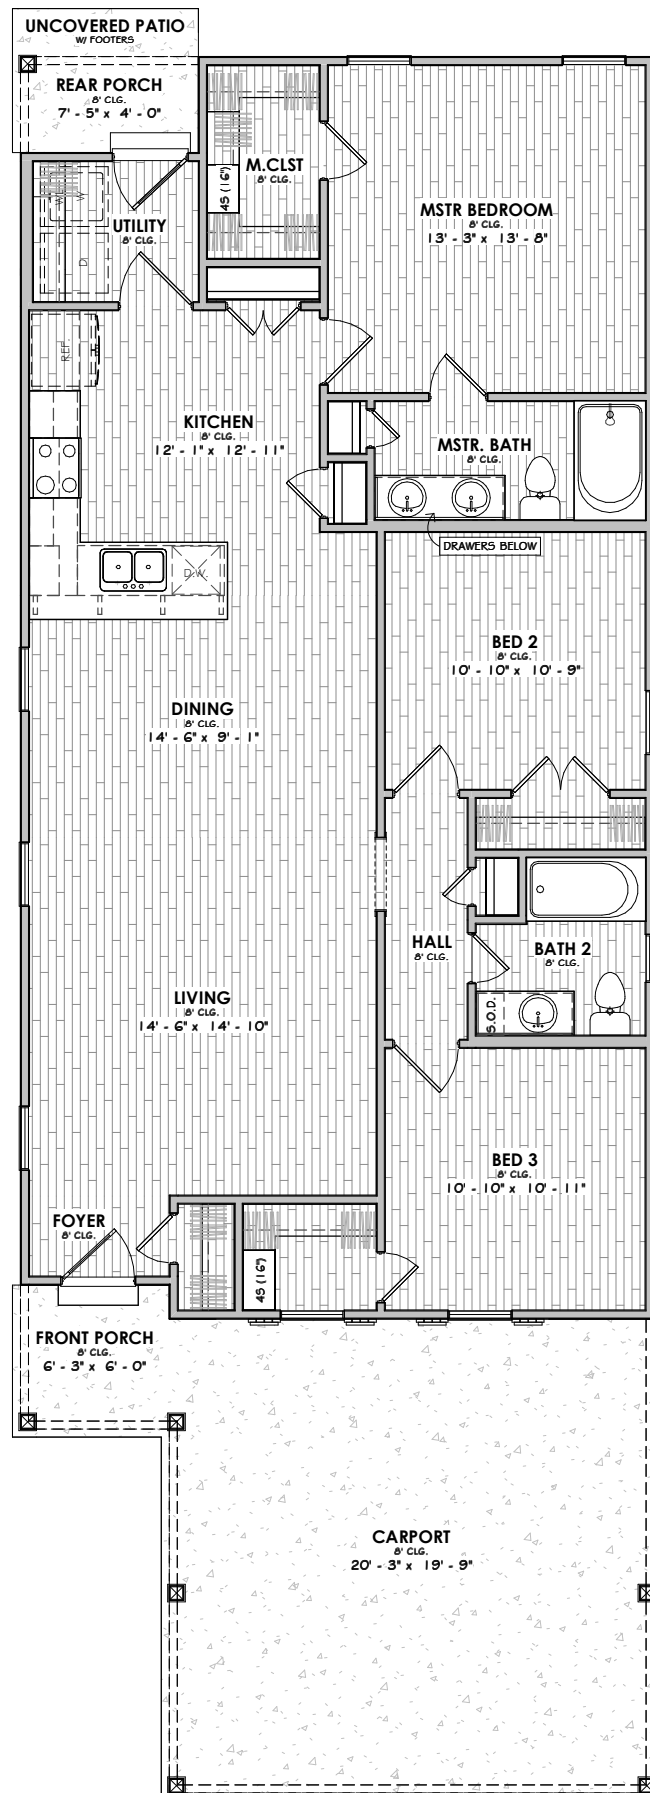 UNCOVERED PATIO
W/ FOOTERS
REAR PORCH
8' CLG.
7' - 5" x 4' - 0"
M.CLST
8' CLG.
4S (16")
UTILITY
8' CLG.
W
D
MSTR BEDROOM
8' CLG.
13' - 3" x 13' - 8"
REF.
KITCHEN
8' CLG.
12' - 1" x 12' - 11"
MSTR. BATH
8' CLG.
DRAWERS BELOW
D.W.
BED 2
8' CLG.
10' - 10" x 10' - 9"
DINING
8' CLG.
14' - 6" x 9' - 1"
HALL
8' CLG.
BATH 2
8' CLG.
S.O.D.
LIVING
8' CLG.
14' - 6" x 14' - 10"
BED 3
8' CLG.
10' - 10" x 10' - 11"
FOYER
8' CLG.
4S (16")
FRONT PORCH
8' CLG.
6' - 3" x 6' - 0"
CARPORT
8' CLG.
20' - 3" x 19' - 9"